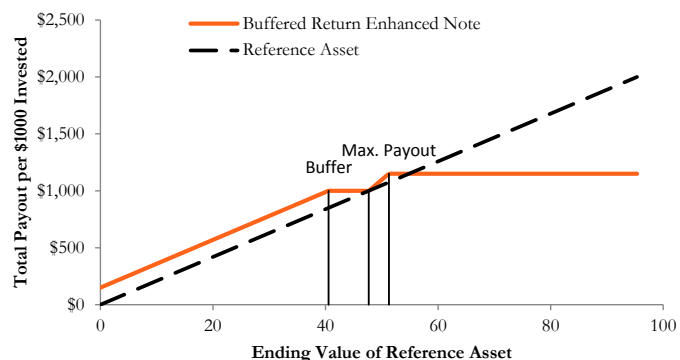 $2,500
Buffered Return Enhanced Note
Reference Asset
$2,000
$1,500
Max. Payout
Buffer
$1,000
$500
$0
0 20 40 60 80 100
Total Payout per $1000 Invested
Ending Value of Reference Asset